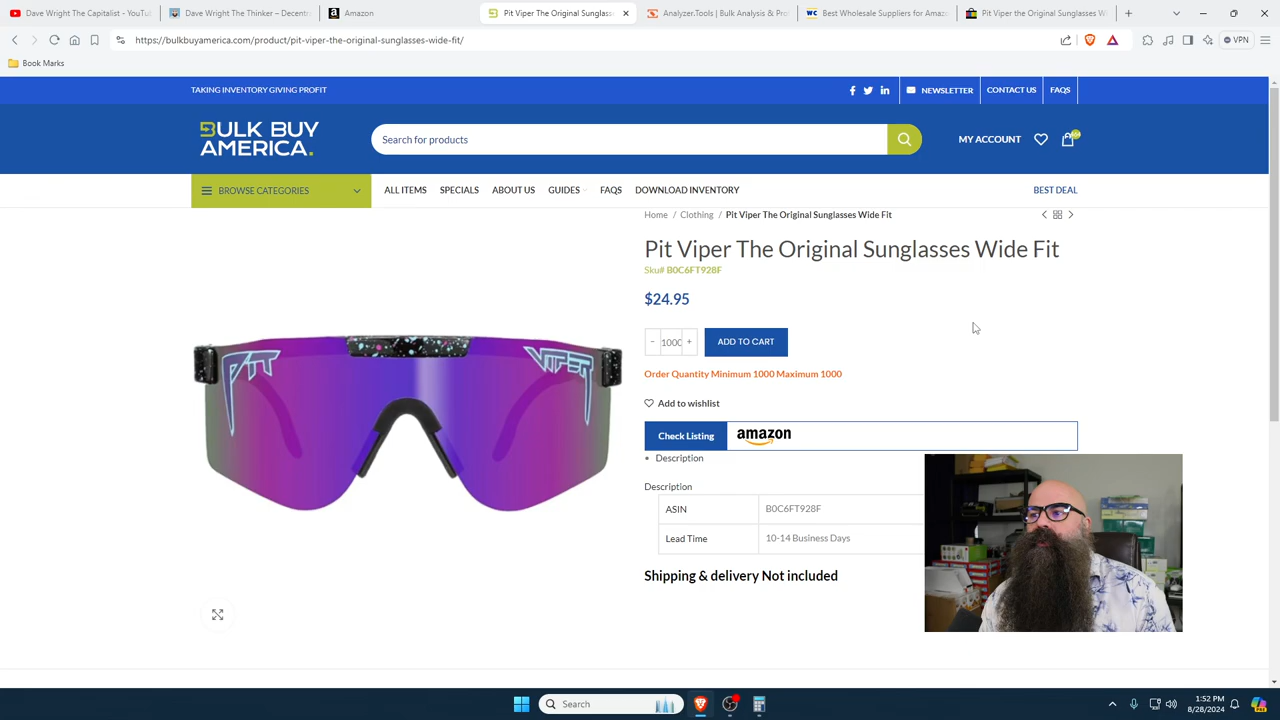 Dave Wright The Capitalist - YouTu
Dave Wright The Thinker – Decentr
Amazon
Pit Viper The Original Sunglasse
Analyzer.Tools | Bulk Analysis & Pro
Best Wholesale Suppliers for Amazo
Pit Viper the Original Sunglasses W
https://bulkbuyamerica.com/product/pit-viper-the-original-sunglasses-wide-fit/
VPN
Book Marks
TAKING INVENTORY GIVING PROFIT
NEWSLETTER
CONTACT US
FAQS
BULK BUY
AMERICA.
Search for products
MY ACCOUNT
BROWSE CATEGORIES
ALL ITEMS
SPECIALS
ABOUT US
GUIDES
FAQS
DOWNLOAD INVENTORY
BEST DEAL
Home / Clothing / Pit Viper The Original Sunglasses Wide Fit
Pit Viper The Original Sunglasses Wide Fit
Sku# B0C6FT928F
$24.95
- 1000 +
ADD TO CART
Order Quantity Minimum 1000 Maximum 1000
Add to wishlist
Check Listing
amazon
Description
Description
ASIN B0C6FT928F
Lead Time 10-14 Business Days
Shipping & delivery Not included
PIT VIPER
Search
1:52 PM
8/28/2024